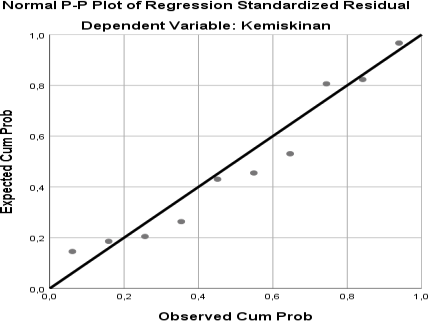 Normal P-P Plot of Regression Standardized Residual
Dependent Variable: Kemiskinan
1,0
0,8
0,6
0,4
0,2
0,0
Expected Cum Prob
0,0 0,2 0,4 0,6 0,8 1,0
Observed Cum Prob